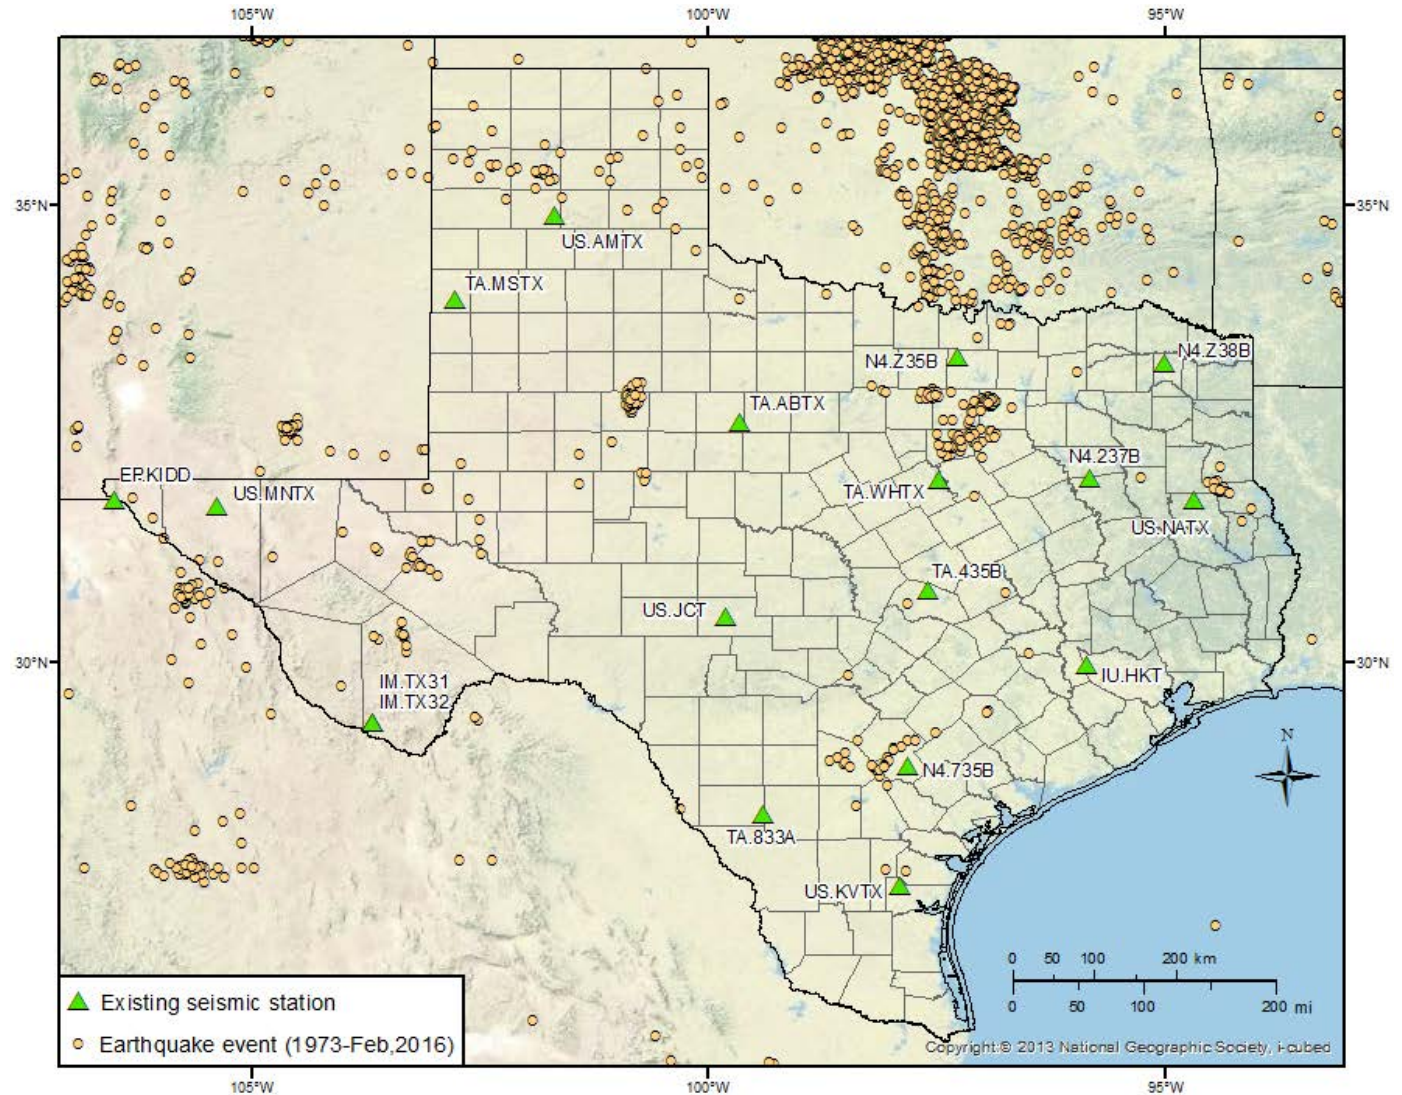 105°W 100°W 95°W
35°N 35°N
US.AMTX
TA.MSTX
N4.Z35B
N4.Z38B
TA.ABTX
N4.237B
EP.KIDD
US.MNTX
TA.WHTX
US.NATX
TA.435B
US.JCT
30°N 30°N
IU.HKT
IM.TX31
IM.TX32
N
N4.735B
TA.833A
US.KVTX
0 50 100 200 km
0 50 100 200 mi
Existing seismic station
Earthquake event (1973-Feb,2016)
Copyright:© 2013 National Geographic Society, i-cubed
105°W 100°W 95°W